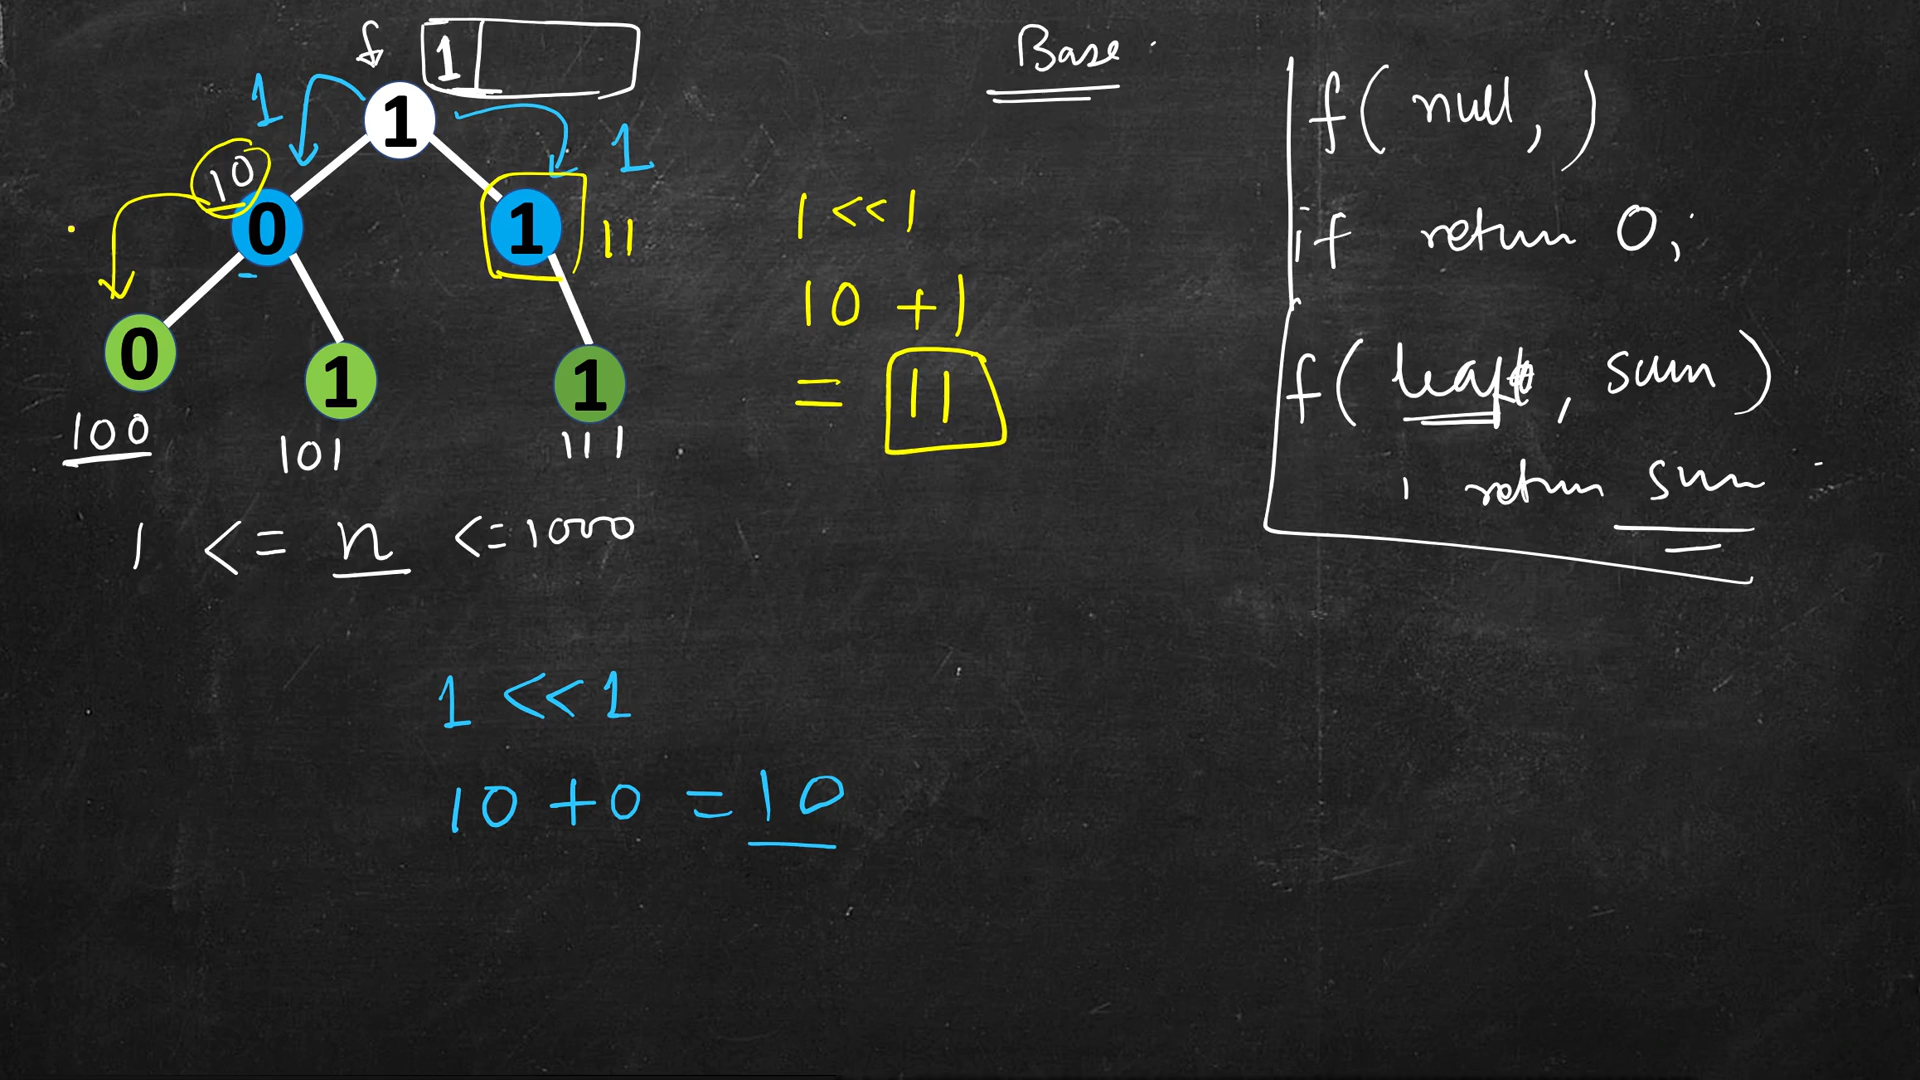 f
1
1
1
1
10
0
1
11
0
1
1
100
101
111
1 <= n <= 1000
1 << 1
10 + 1
= 11
1 << 1
10 + 0 = 10
Base
f( null, )
if return 0;
f( leaf, sum )
return sum